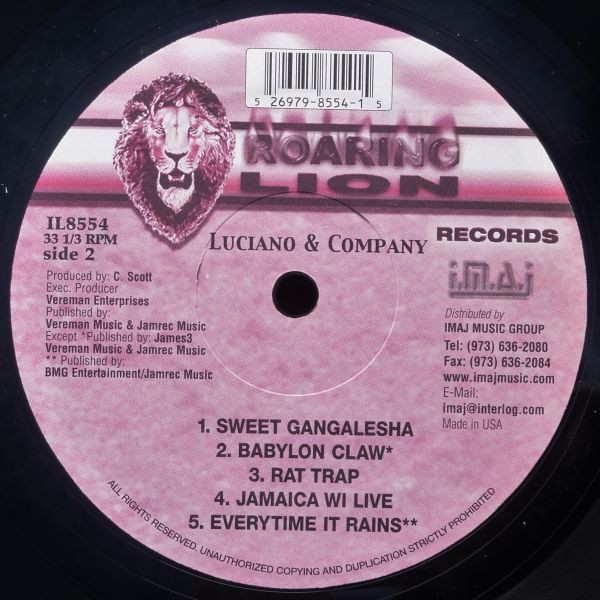 5 26979-8554-1 5
ROARING
LION
RECORDS
IL8554
33 1/3 RPM
side 2
LUCIANO & COMPANY
i.m.a.j
Produced by: C. Scott
Exec. Producer
Vereman Enterprises
Published by:
Vereman Music & Jamrec Music
Except *Published by: James3
Vereman Music & Jamrec Music
** Published by:
BMG Entertainment/Jamrec Music
Distributed by
IMAJ MUSIC GROUP
Tel: (973) 636-2080
Fax: (973) 636-2084
www.imajmusic.com
E-Mail:
imaj@interlog.com
Made in USA
1. SWEET GANGALESHA
2. BABYLON CLAW*
3. RAT TRAP
4. JAMAICA WI LIVE
5. EVERYTIME IT RAINS**
ALL RIGHTS RESERVED, UNAUTHORIZED COPYING AND DUPLICATION STRICTLY PROHIBITED